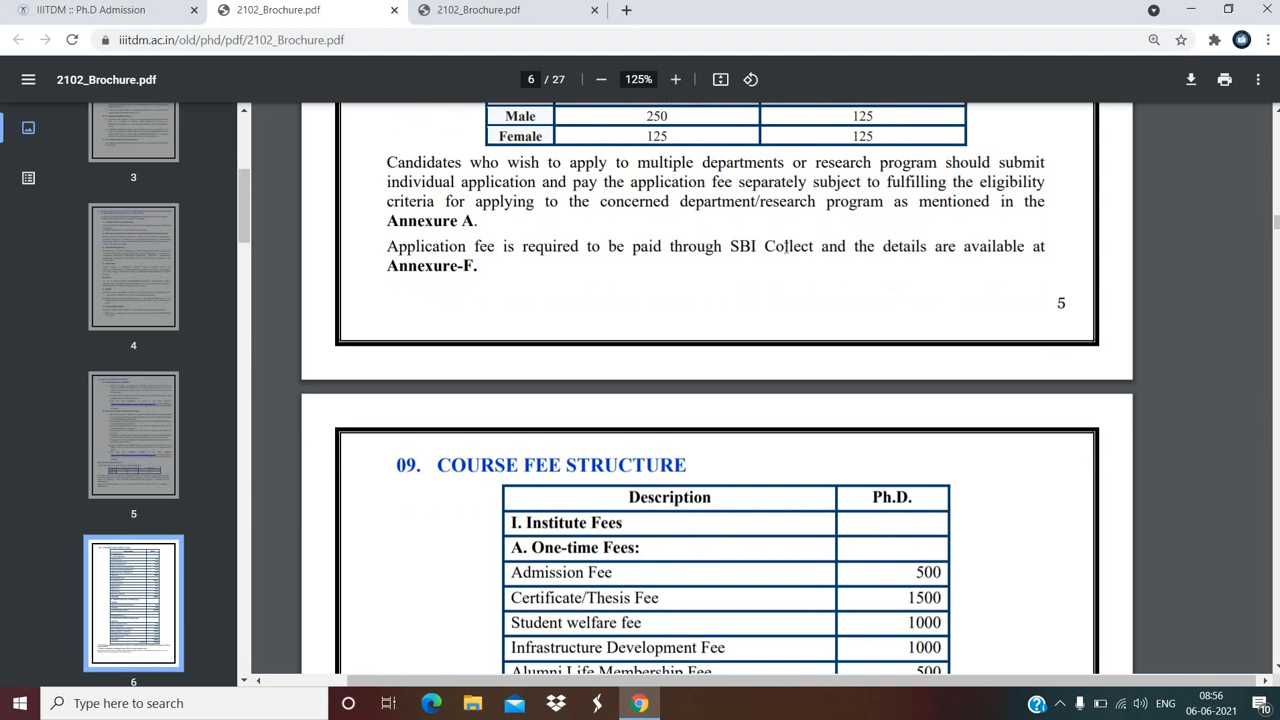 IIITDM :: Ph.D Admission
2102_Brochure.pdf
2102_Brochure.pdf
iiitdm.ac.in/old/phd/pdf/2102_Brochure.pdf
2102_Brochure.pdf
6 / 27
125%
3
4
5
6
Male 250 125
Female 125 125
Candidates who wish to apply to multiple departments or research program should submit
individual application and pay the application fee separately subject to fulfilling the eligibility
criteria for applying to the concerned department/research program as mentioned in the
Annexure A.
Application fee is required to be paid through SBI Collect and the details are available at
Annexure-F.
5
09. COURSE FEE STRUCTURE
Description Ph.D.
I. Institute Fees
A. One-time Fees:
Admission Fee 500
Certificate/Thesis Fee 1500
Student welfare fee 1000
Infrastructure Development Fee 1000
Alumni Life Membership Fee 500
Type here to search
ENG
08:56
06-06-2021
10